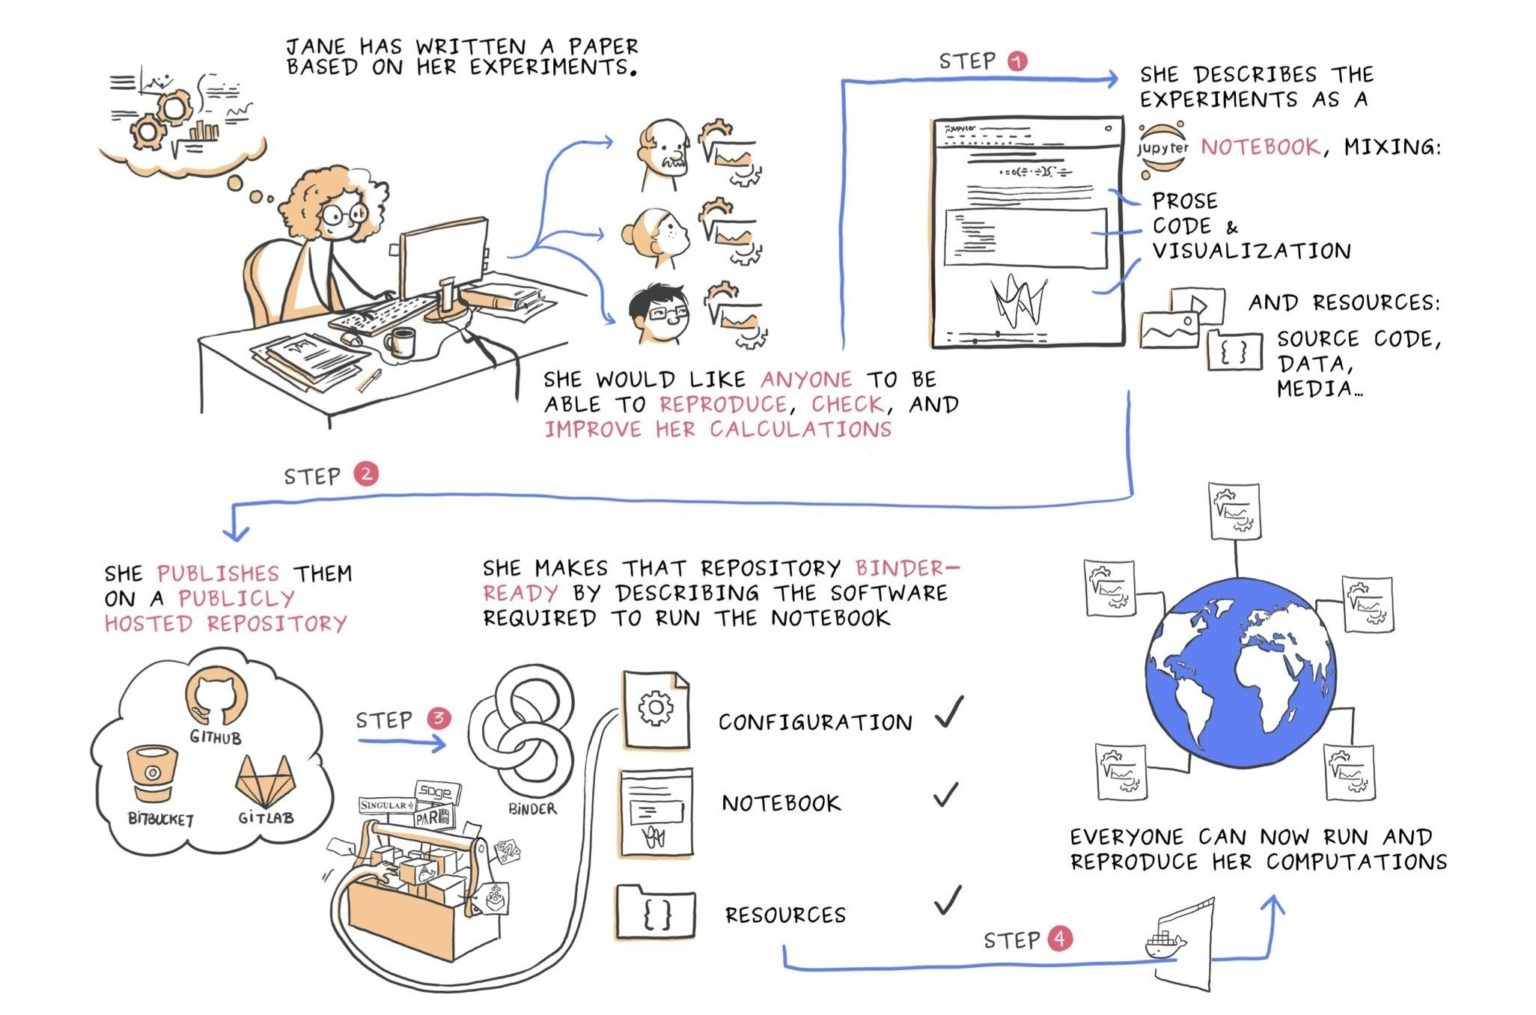 JANE HAS WRITTEN A PAPER
BASED ON HER EXPERIMENTS.
SHE WOULD LIKE ANYONE TO BE
ABLE TO REPRODUCE, CHECK, AND
IMPROVE HER CALCULATIONS
STEP 1
SHE DESCRIBES THE
EXPERIMENTS AS A
jupyter NOTEBOOK, MIXING:
jupyter
PROSE
CODE &
VISUALIZATION
AND RESOURCES:
SOURCE CODE,
DATA,
MEDIA...
{ }
STEP 2
SHE PUBLISHES THEM
ON A PUBLICLY
HOSTED REPOSITORY
GITHUB
BITBUCKET
GITLAB
STEP 3
SHE MAKES THAT REPOSITORY BINDER-
READY BY DESCRIBING THE SOFTWARE
REQUIRED TO RUN THE NOTEBOOK
BINDER
SINGULAR
sage
PARI
GAP
CONFIGURATION ✓
NOTEBOOK ✓
{ }
RESOURCES ✓
STEP 4
EVERYONE CAN NOW RUN AND
REPRODUCE HER COMPUTATIONS